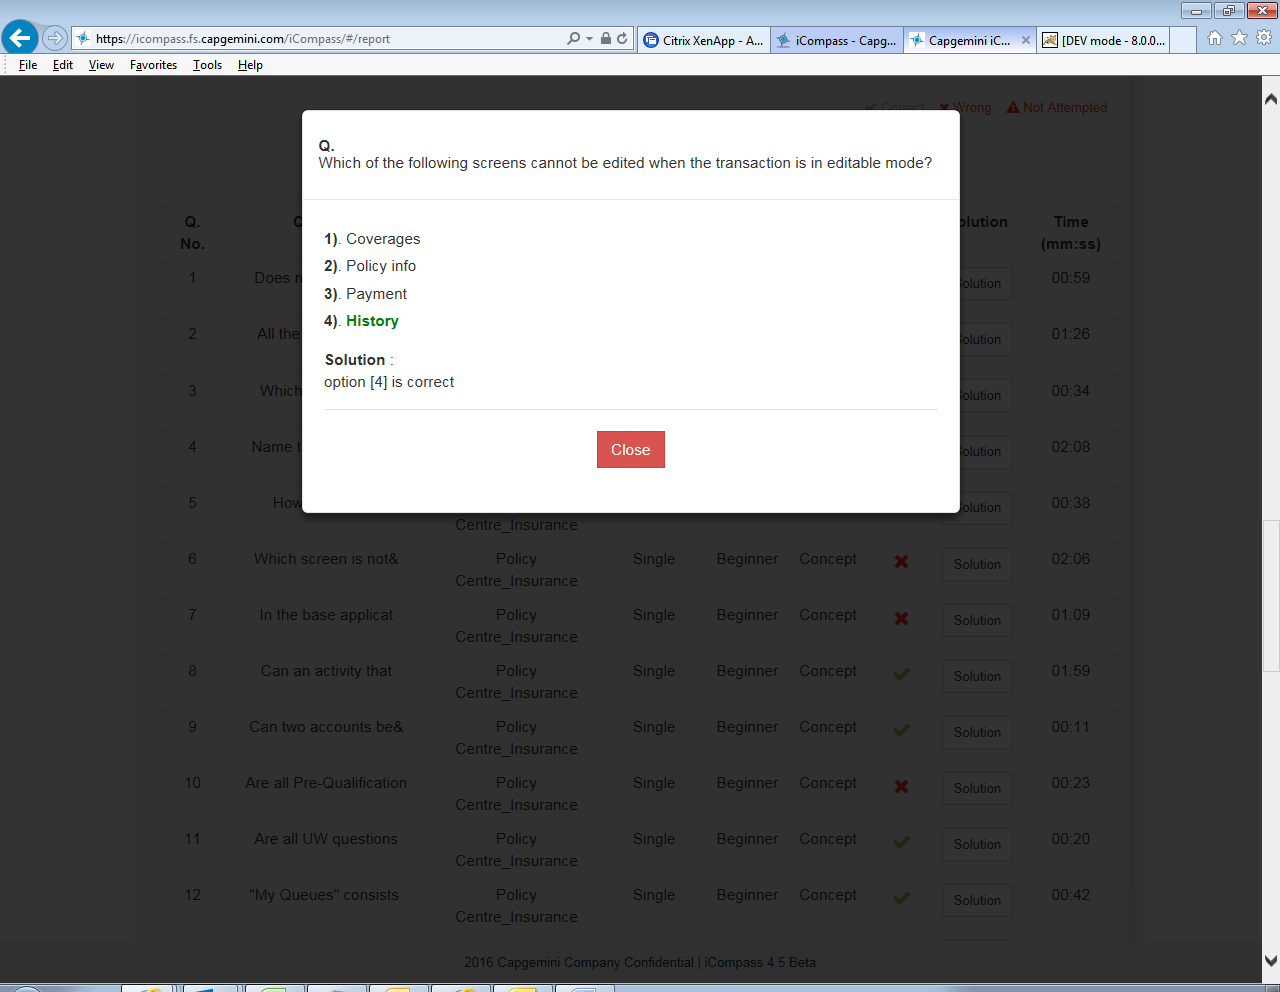 https://icompass.fs.capgemini.com/iCompass/#/report
Citrix XenApp - A...
iCompass - Capg...
Capgemini iC...
[DEV mode - 8.0.0...
File Edit View Favorites Tools Help
Correct Wrong Not Attempted
Q.
Which of the following screens cannot be edited when the transaction is in editable mode?
1). Coverages
2). Policy info
3). Payment
4). History
Solution :
option [4] is correct
Close
Q. No. Q olution Time (mm:ss)
1 Does n olution 00:59
2 All the olution 01:26
3 Which olution 00:34
4 Name t olution 02:08
5 How Centre_Insurance olution 00:38
6 Which screen is not& Policy Centre_Insurance Single Beginner Concept Solution 02:06
7 In the base applicat Policy Centre_Insurance Single Beginner Concept Solution 01:09
8 Can an activity that Policy Centre_Insurance Single Beginner Concept Solution 01:59
9 Can two accounts be& Policy Centre_Insurance Single Beginner Concept Solution 00:11
10 Are all Pre-Qualification Policy Centre_Insurance Single Beginner Concept Solution 00:23
11 Are all UW questions Policy Centre_Insurance Single Beginner Concept Solution 00:20
12 "My Queues" consists Policy Centre_Insurance Single Beginner Concept Solution 00:42
2016 Capgemini Company Confidential | iCompass 4.5 Beta